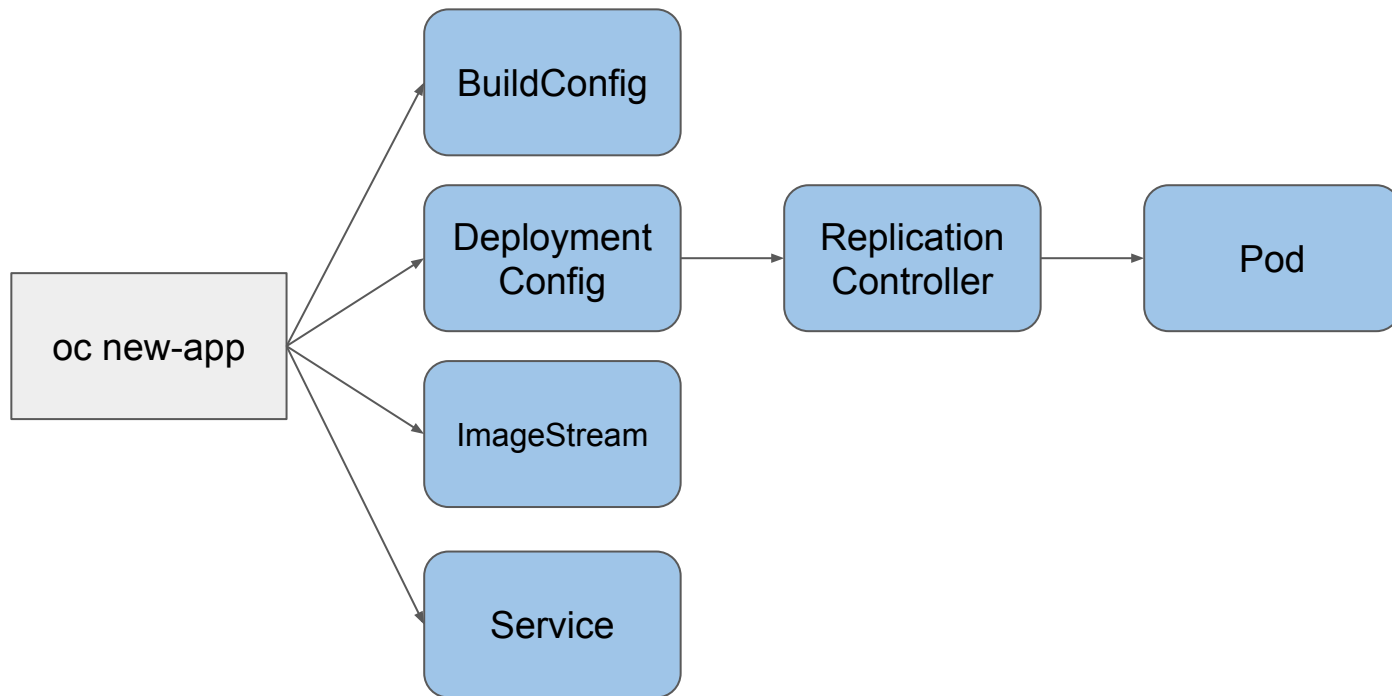 BuildConfig
Deployment
Config
Replication
Controller
Pod
oc new-app
ImageStream
Service